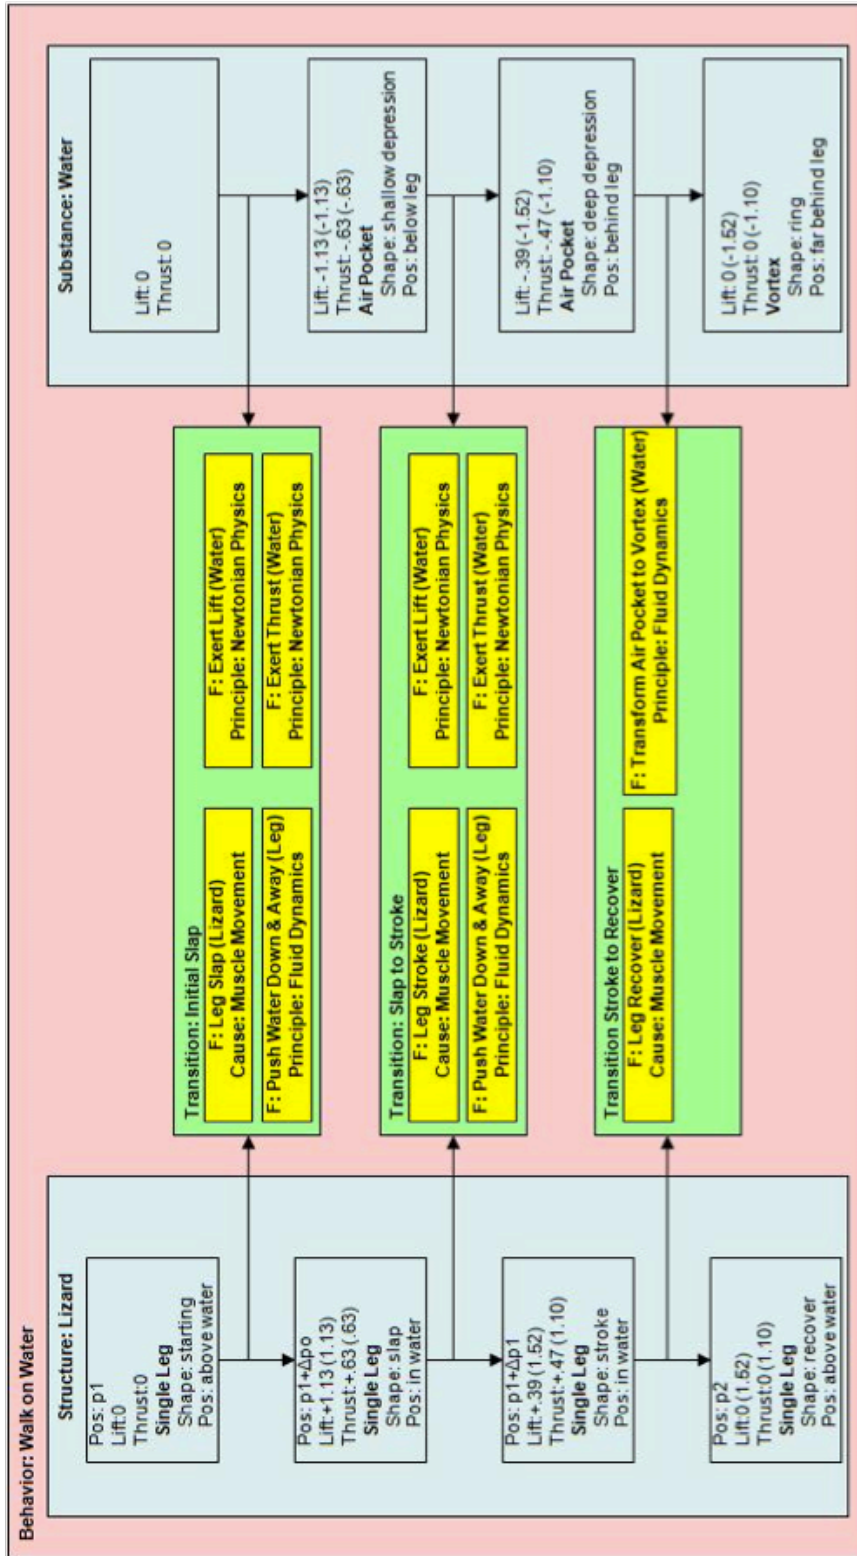 Behavior: Walk on Water
Structure: Lizard
Pos: p1
Lift:0
Thrust:0
Single Leg
Shape: starting
Pos: above water
Pos: p1+Δpo
Lift:+1.13 (1.13)
Thrust:+.63 (.63)
Single Leg
Shape: slap
Pos: in water
Pos: p1+Δp1
Lift:+.39 (1.52)
Thrust:+.47 (1.10)
Single Leg
Shape: stroke
Pos: in water
Pos: p2
Lift:0 (1.52)
Thrust:0 (1.10)
Single Leg
Shape: recover
Pos: above water
Transition: Initial Slap
F: Leg Slap (Lizard)
Cause: Muscle Movement
F: Push Water Down & Away (Leg)
Principle: Fluid Dynamics
F: Exert Lift (Water)
Principle: Newtonian Physics
F: Exert Thrust (Water)
Principle: Newtonian Physics
Transition: Slap to Stroke
F: Leg Stroke (Lizard)
Cause: Muscle Movement
F: Push Water Down & Away (Leg)
Principle: Fluid Dynamics
F: Exert Lift (Water)
Principle: Newtonian Physics
F: Exert Thrust (Water)
Principle: Newtonian Physics
Transition Stroke to Recover
F: Leg Recover (Lizard)
Cause: Muscle Movement
F: Transform Air Pocket to Vortex (Water)
Principle: Fluid Dynamics
Substance: Water
Lift: 0
Thrust: 0
Lift: -1.13 (-1.13)
Thrust: -.63 (-.63)
Air Pocket
Shape: shallow depression
Pos: below leg
Lift: -.39 (-1.52)
Thrust: -.47 (-1.10)
Air Pocket
Shape: deep depression
Pos: behind leg
Lift: 0 (-1.52)
Thrust: 0 (-1.10)
Vortex
Shape: ring
Pos: far behind leg